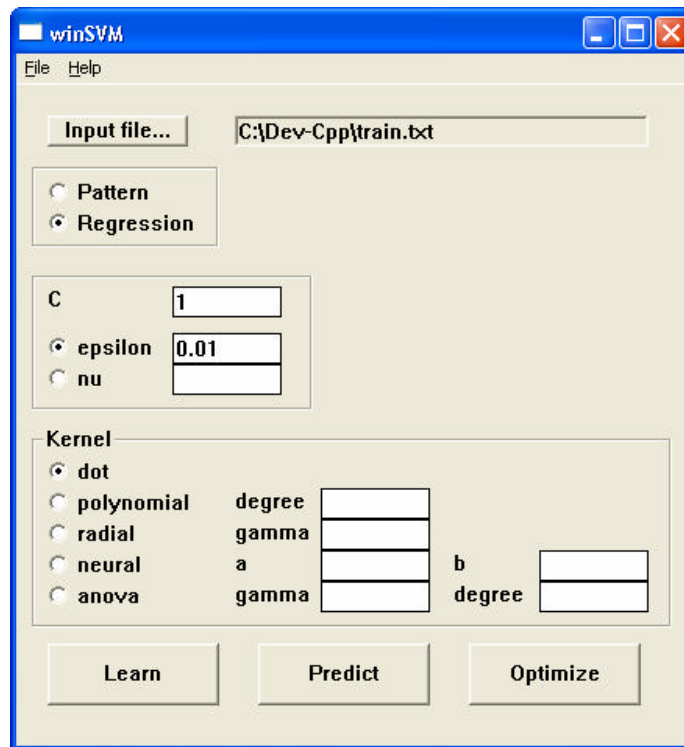 winSVM
File Help
Input file... C:\Dev-Cpp\train.txt
Pattern
Regression
C 1
epsilon 0.01
nu
Kernel
dot
polynomial degree
radial gamma
neural a b
anova gamma degree
Learn Predict Optimize